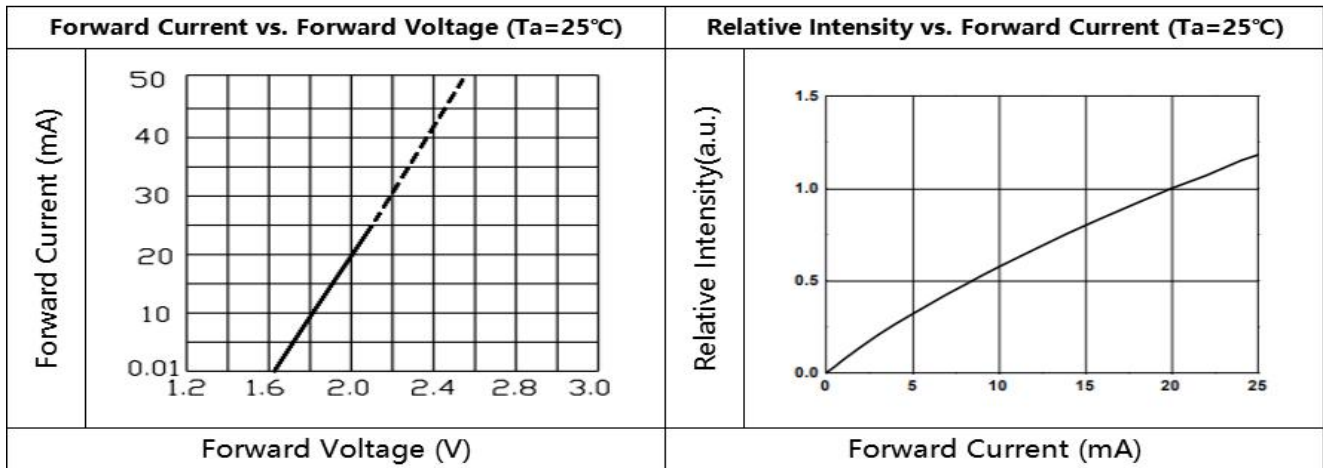 Forward Current vs. Forward Voltage (Ta=25℃)
Relative Intensity vs. Forward Current (Ta=25℃)
Forward Current (mA)
50
40
30
20
10
0.01
1.2 1.6 2.0 2.4 2.8 3.0
Forward Voltage (V)
Relative Intensity(a.u.)
1.5
1.0
0.5
0.0
0 5 10 15 20 25
Forward Current (mA)